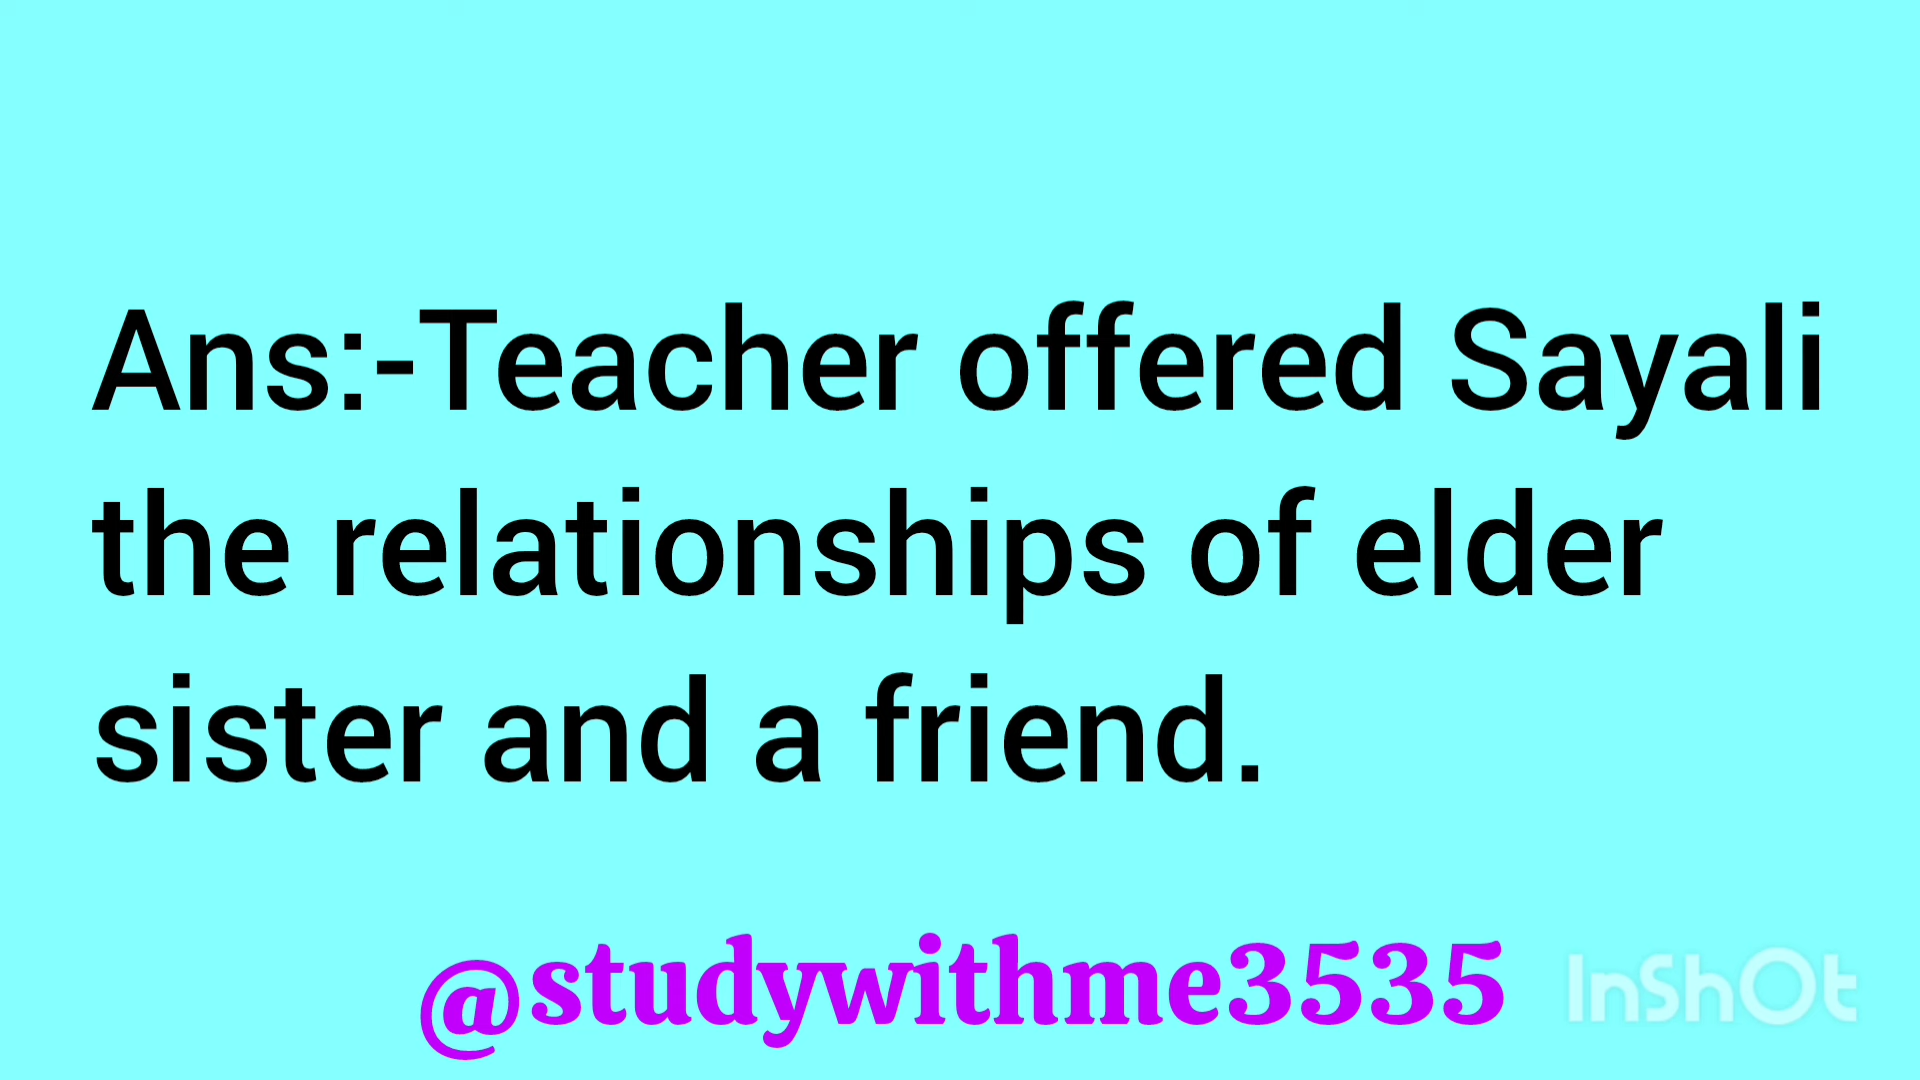 Ans:-Teacher offered Sayali
the relationships of elder
sister and a friend.
@studywithme3535
InShOt